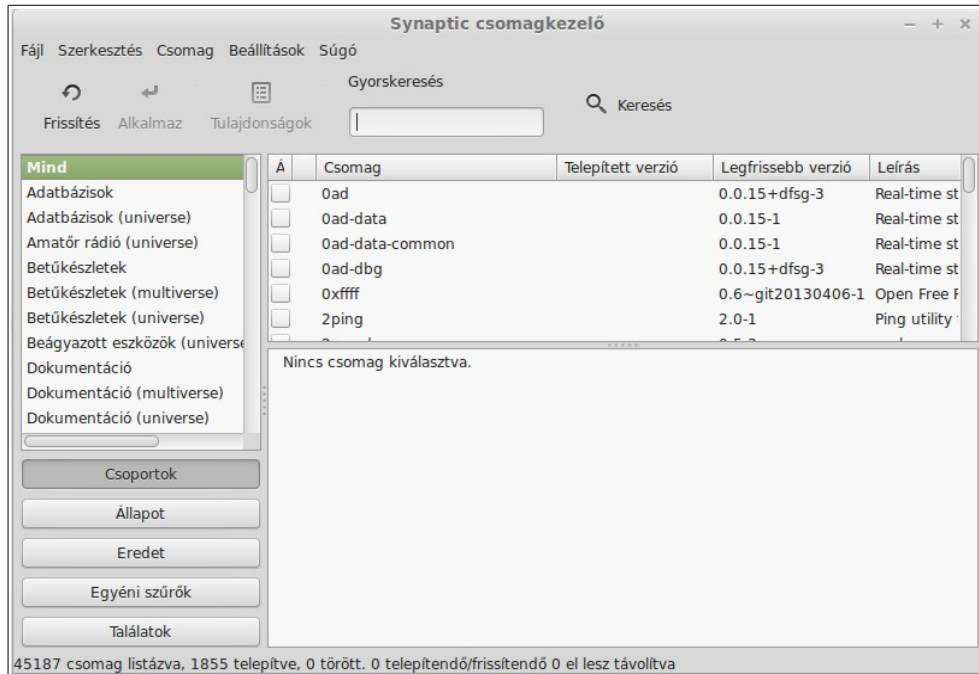 Synaptic csomagkezelő
Fájl Szerkesztés Csomag Beállítások Súgó
Frissítés Alkalmaz Tulajdonságok
Gyorskeresés
Keresés
Mind
Adatbázisok
Adatbázisok (universe)
Amatőr rádió (universe)
Betűkészletek
Betűkészletek (multiverse)
Betűkészletek (universe)
Beágyazott eszközök (universe
Dokumentáció
Dokumentáció (multiverse)
Dokumentáció (universe)
Csoportok
Állapot
Eredet
Egyéni szűrők
Találatok
Á Csomag Telepített verzió Legfrissebb verzió Leírás
0ad 0.0.15+dfsg-3 Real-time st
0ad-data 0.0.15-1 Real-time st
0ad-data-common 0.0.15-1 Real-time st
0ad-dbg 0.0.15+dfsg-3 Real-time st
0xffff 0.6~git20130406-1 Open Free F
2ping 2.0-1 Ping utility
Nincs csomag kiválasztva.
45187 csomag listázva, 1855 telepítve, 0 törött. 0 telepítendő/frissítendő 0 el lesz távolítva